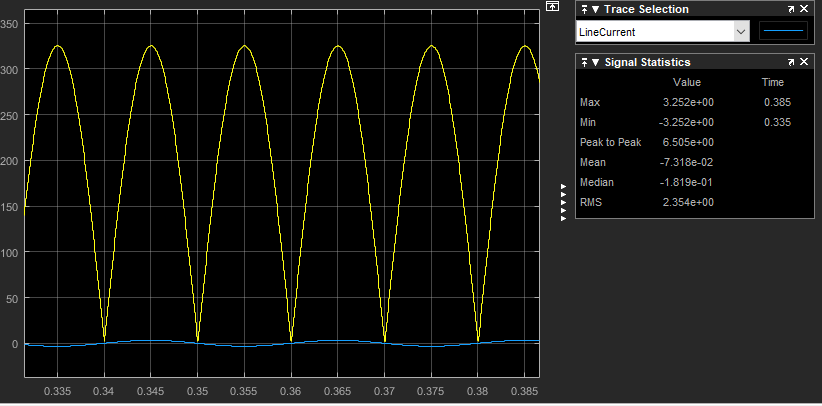 350
300
250
200
150
100
50
0
0.335 0.34 0.345 0.35 0.355 0.36 0.365 0.37 0.375 0.38 0.385
Trace Selection
LineCurrent
Signal Statistics
Value Time
Max 3.252e+00 0.385
Min -3.252e+00 0.335
Peak to Peak 6.505e+00
Mean -7.318e-02
Median -1.819e-01
RMS 2.354e+00